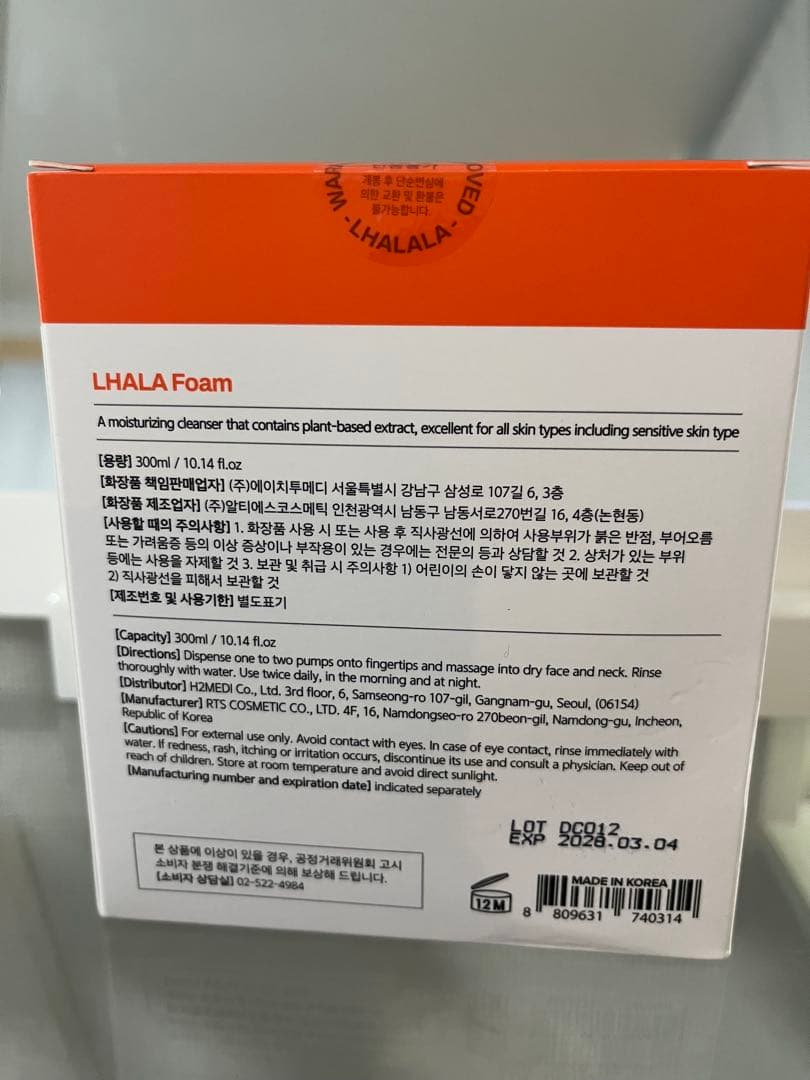 개봉 후 단순변심에
의한 교환 및 환불은
불가능합니다.
WAR
OVED
- LHALALA -
LHALA Foam
A moisturizing cleanser that contains plant-based extract, excellent for all skin types including sensitive skin type
[용량] 300ml / 10.14 fl.oz
[화장품 책임판매업자] (주)에이치투메디 서울특별시 강남구 삼성로 107길 6, 3층
[화장품 제조업자] (주)알티에스코스메틱 인천광역시 남동구 남동서로270번길 16, 4층(논현동)
[사용할 때의 주의사항] 1. 화장품 사용 시 또는 사용 후 직사광선에 의하여 사용부위가 붉은 반점, 부어오름
또는 가려움증 등의 이상 증상이나 부작용이 있는 경우에는 전문의 등과 상담할 것 2. 상처가 있는 부위
등에는 사용을 자제할 것 3. 보관 및 취급 시 주의사항 1) 어린이의 손이 닿지 않는 곳에 보관할 것
2) 직사광선을 피해서 보관할 것
[제조번호 및 사용기한] 별도표기
[Capacity] 300ml / 10.14 fl.oz
[Directions] Dispense one to two pumps onto fingertips and massage into dry face and neck. Rinse
thoroughly with water. Use twice daily, in the morning and at night.
[Distributor] H2MEDI Co., Ltd. 3rd floor, 6, Samseong-ro 107-gil, Gangnam-gu, Seoul, (06154)
[Manufacturer] RTS COSMETIC CO., LTD. 4F, 16, Namdongseo-ro 270beon-gil, Namdong-gu, Incheon,
Republic of Korea
[Cautions] For external use only. Avoid contact with eyes. In case of eye contact, rinse immediately with
water. If redness, rash, itching or irritation occurs, discontinue its use and consult a physician. Keep out of
reach of children. Store at room temperature and avoid direct sunlight.
[Manufacturing number and expiration date] indicated separately
LOT DC012
EXP 2028.03.04
본 상품에 이상이 있을 경우, 공정거래위원회 고시
소비자 분쟁 해결기준에 의해 보상해 드립니다.
[소비자 상담실] 02-522-4984
12M
MADE IN KOREA
8 809631 740314